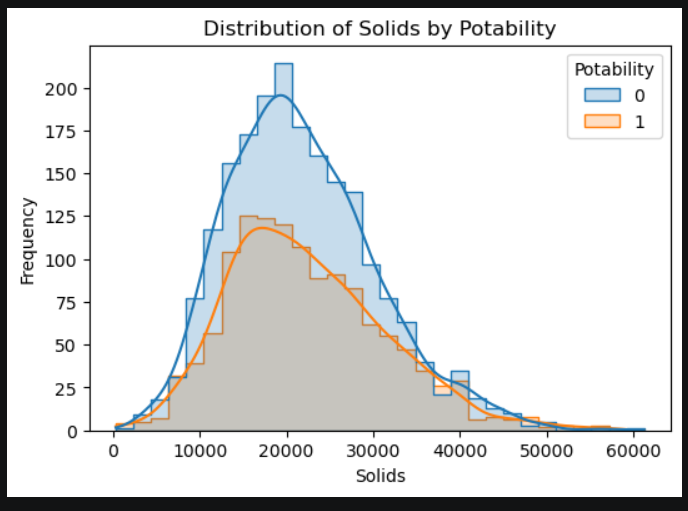 Distribution of Solids by Potability
Potability
0
1
Frequency
200
175
150
125
100
75
50
25
0
0 10000 20000 30000 40000 50000 60000
Solids